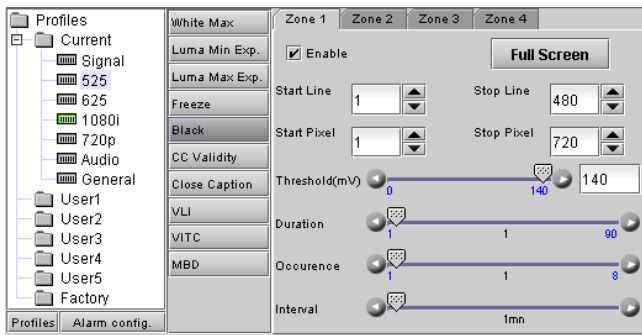 Profiles
Current
Signal
525
625
1080i
720p
Audio
General
User1
User2
User3
User4
User5
Factory
Profiles
Alarm config.
White Max
Luma Min Exp.
Luma Max Exp.
Freeze
Black
CC Validity
Close Caption
VLI
VITC
MBD
Zone 1 Zone 2 Zone 3 Zone 4
Enable
Full Screen
Start Line 1 Stop Line 480
Start Pixel 1 Stop Pixel 720
Threshold(mV) 140
0 140
Duration
1 1 90
Occurence
1 1 8
Interval
1mn